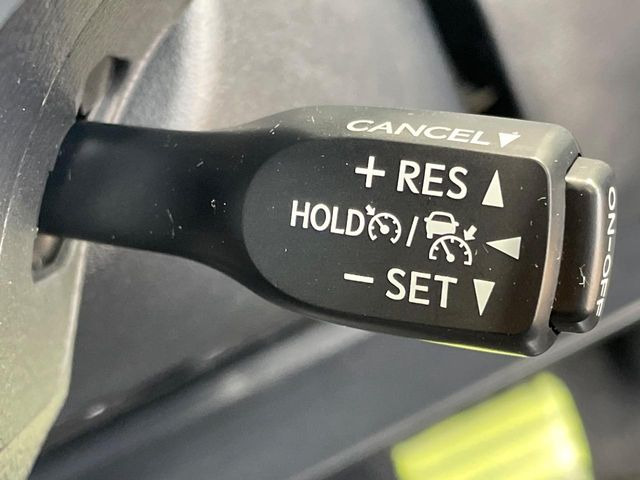 CANCEL
+ RES
HOLD /
- SET
ON-OFF